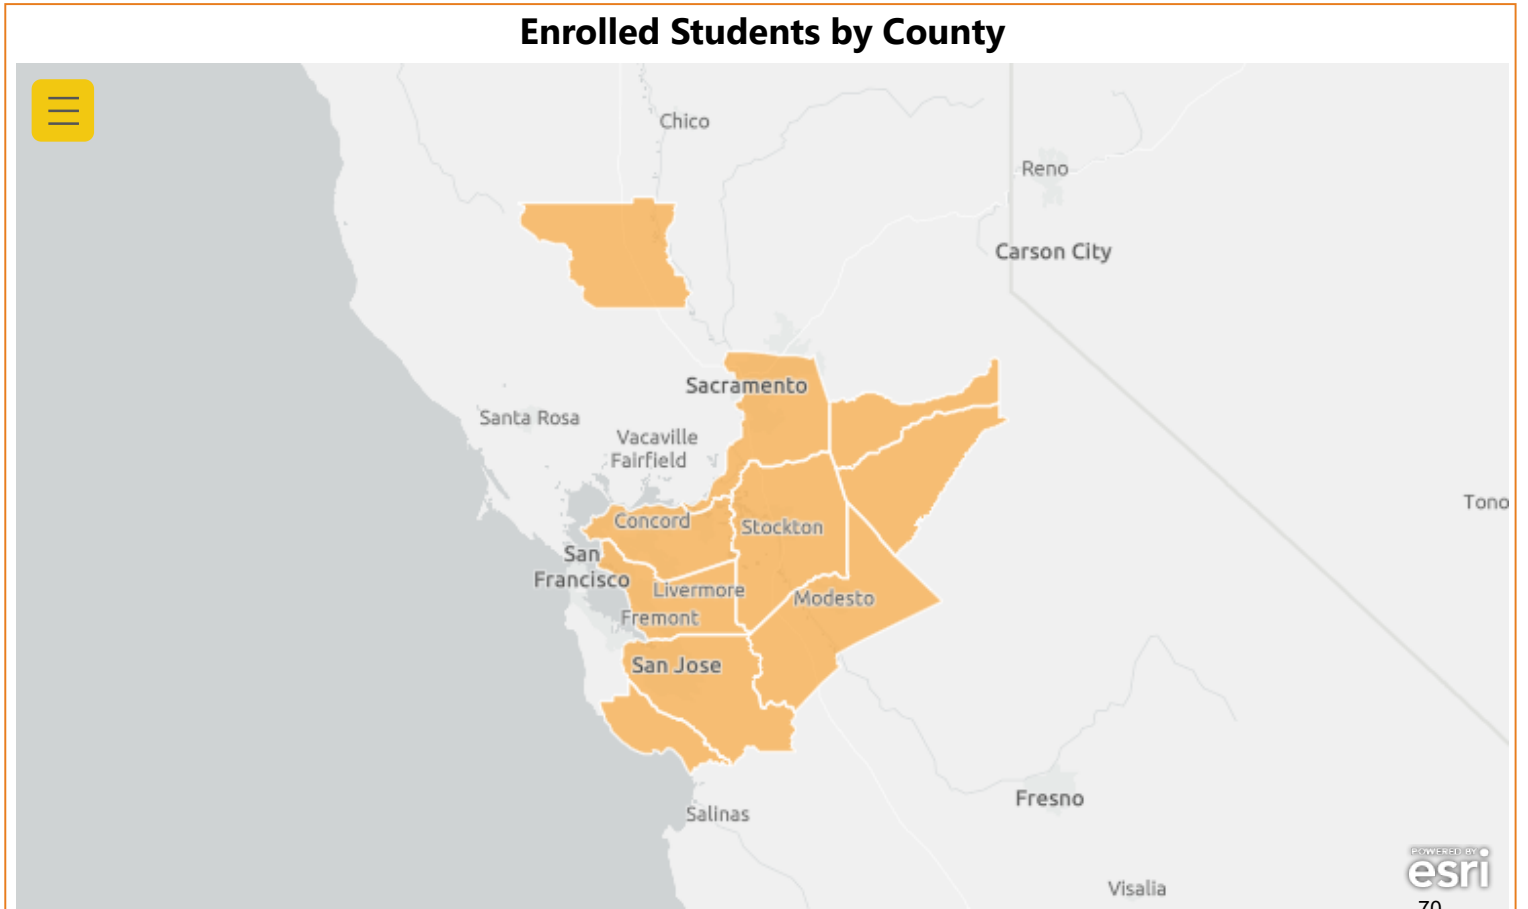 Enrolled Students by County
Chico
Reno
Carson City
Sacramento
Santa Rosa
Vacaville
Fairfield
Tono
Concord
Stockton
San
Francisco
Livermore
Modesto
Fremont
San Jose
Fresno
Salinas
POWERED BY
esri
Visalia
70